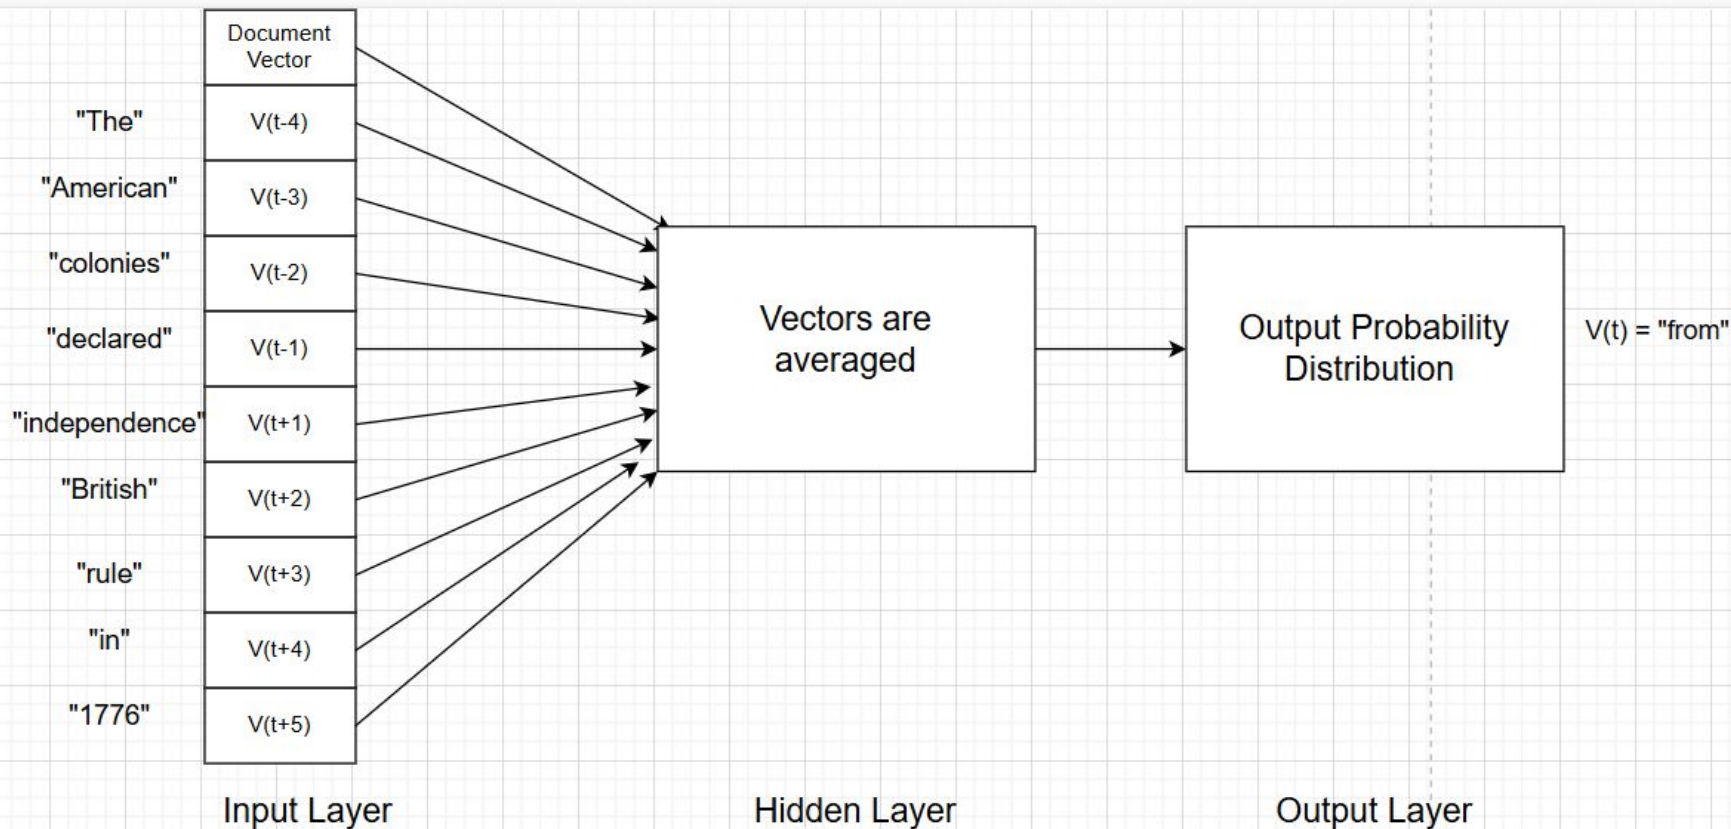 Document
Vector
"The"
V(t-4)
"American"
V(t-3)
"colonies"
V(t-2)
"declared"
V(t-1)
"independence"
V(t+1)
"British"
V(t+2)
"rule"
V(t+3)
"in"
V(t+4)
"1776"
V(t+5)
Input Layer
Vectors are
averaged
Hidden Layer
Output Probability
Distribution
V(t) = "from"
Output Layer